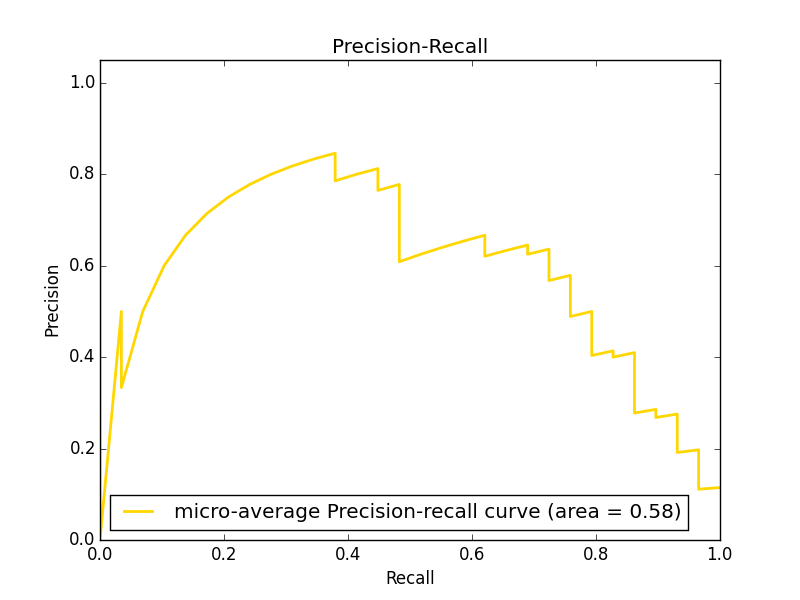 Precision-Recall
1.0
0.8
0.6
0.4
0.2
0.0
Precision
micro-average Precision-recall curve (area = 0.58)
0.0 0.2 0.4 0.6 0.8 1.0
Recall